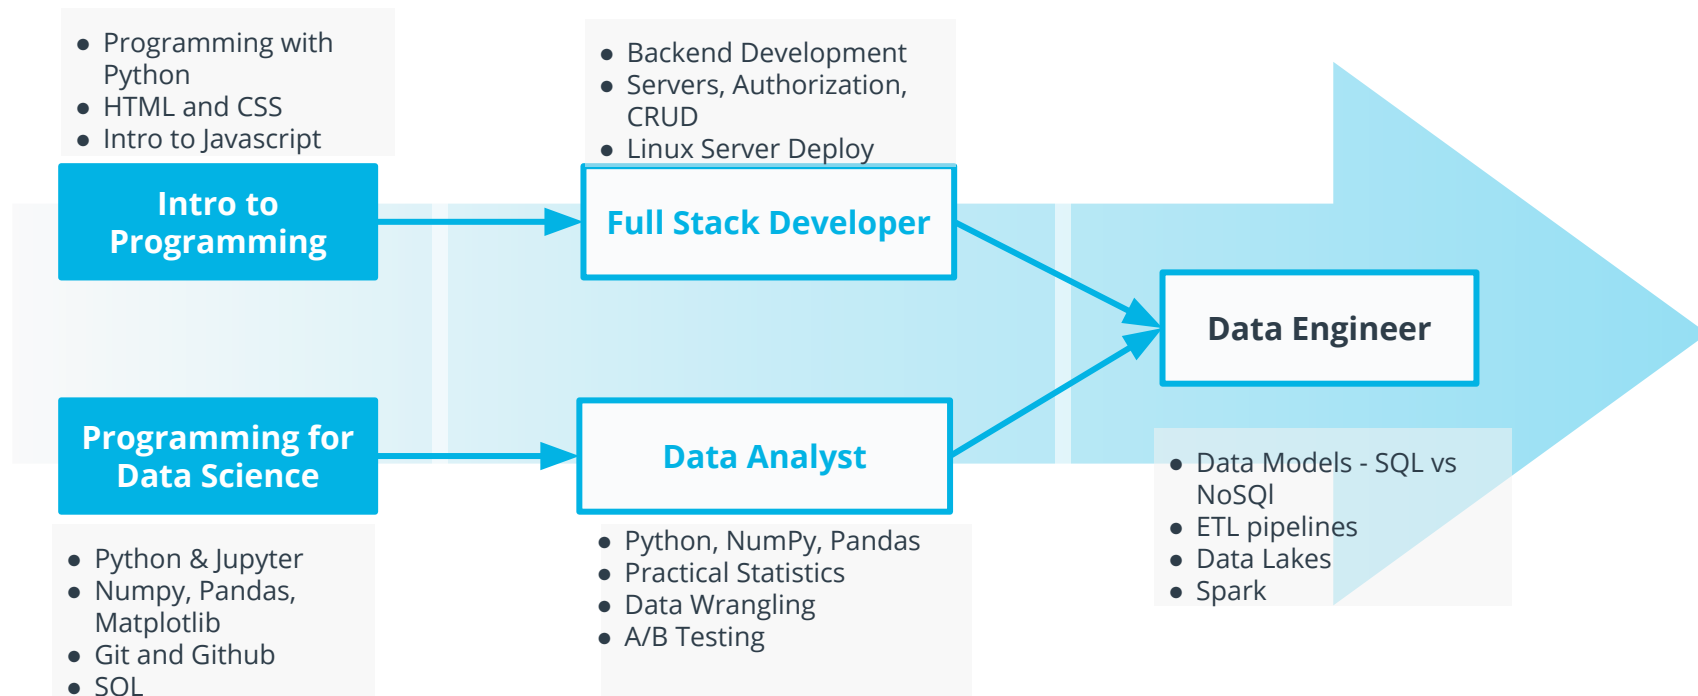 ● Programming with
Python
● HTML and CSS
● Intro to Javascript
Intro to
Programming
● Backend Development
● Servers, Authorization,
CRUD
● Linux Server Deploy
Full Stack Developer
Data Engineer
● Data Models - SQL vs
NoSQl
● ETL pipelines
● Data Lakes
● Spark
Programming for
Data Science
● Python & Jupyter
● Numpy, Pandas,
Matplotlib
● Git and Github
● SQL
Data Analyst
● Python, NumPy, Pandas
● Practical Statistics
● Data Wrangling
● A/B Testing